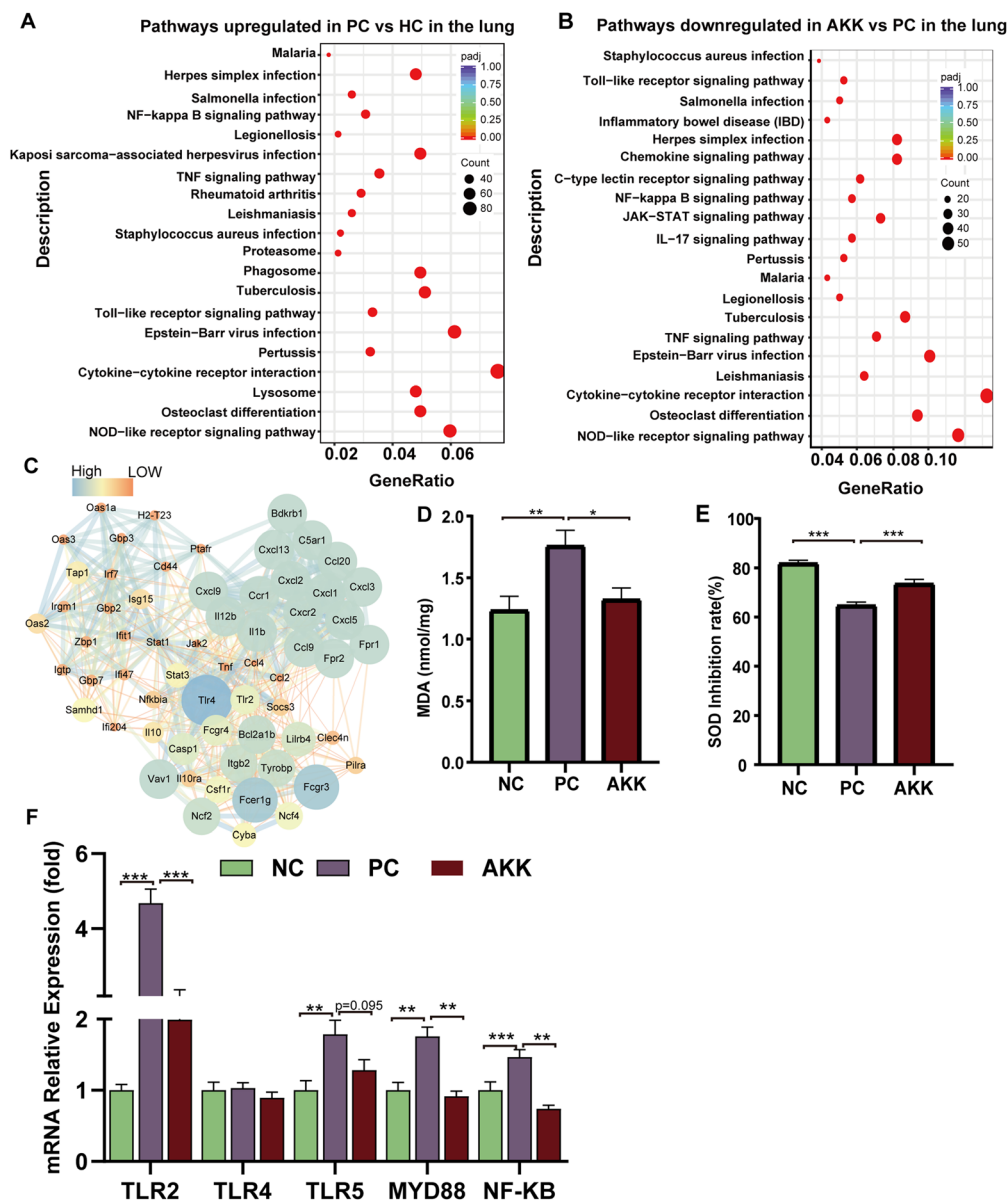 A
Pathways upregulated in PC vs HC in the lung
Description
Malaria
Herpes simplex infection
Salmonella infection
NF−kappa B signaling pathway
Legionellosis
Kaposi sarcoma−associated herpesvirus infection
TNF signaling pathway
Rheumatoid arthritis
Leishmaniasis
Staphylococcus aureus infection
Proteasome
Phagosome
Tuberculosis
Toll−like receptor signaling pathway
Epstein−Barr virus infection
Pertussis
Cytokine−cytokine receptor interaction
Lysosome
Osteoclast differentiation
NOD−like receptor signaling pathway
0.02 0.04 0.06
GeneRatio
padj
1.00
0.75
0.50
0.25
0.00
Count
40
60
80
B
Pathways downregulated in AKK vs PC in the lung
Description
Staphylococcus aureus infection
Toll−like receptor signaling pathway
Salmonella infection
Inflammatory bowel disease (IBD)
Herpes simplex infection
Chemokine signaling pathway
C−type lectin receptor signaling pathway
NF−kappa B signaling pathway
JAK−STAT signaling pathway
IL−17 signaling pathway
Pertussis
Malaria
Legionellosis
Tuberculosis
TNF signaling pathway
Epstein−Barr virus infection
Leishmaniasis
Cytokine−cytokine receptor interaction
Osteoclast differentiation
NOD−like receptor signaling pathway
0.04 0.06 0.08 0.10
GeneRatio
padj
1.00
0.75
0.50
0.25
0.00
Count
20
30
40
50
C
High LOW
Oas1a
H2−T23
Bdkrb1
Oas3
Gbp3
Ptafr
Cxcl13
C5ar1
Tap1
Irf7
Cd44
Ccl20
Irgm1
Gbp2
Isg15
Cxcl9
Ccr1
Cxcl2
Cxcl1
Cxcl3
Oas2
Zbp1
Ifit1
Stat1
Jak2
Il12b
Il1b
Cxcr2
Cxcl5
Igtp
Gbp7
Ifi47
Stat3
Tnf
Ccl4
Ccl2
Ccl9
Fpr2
Fpr1
Samhd1
Nfkbia
Tlr4
Tlr2
Socs3
Ifi204
Il10
Fcgr4
Bcl2a1b
Lilrb4
Clec4n
Casp1
Itgb2
Tyrobp
Pilra
Vav1
Il10ra
Csf1r
Fcer1g
Fcgr3
Ncf2
Ncf4
Cyba
D
MDA (nmol/mg)
2.0
1.5
1.0
0.5
0.0
** *
NC PC AKK
E
SOD Inhibition rate(%)
100
80
60
40
20
0
*** ***
NC PC AKK
F
mRNA Relative Expression (fold)
6
4
2
1
0
NC PC AKK
*** ***
** p=0.095
** **
*** **
TLR2 TLR4 TLR5 MYD88 NF-KB